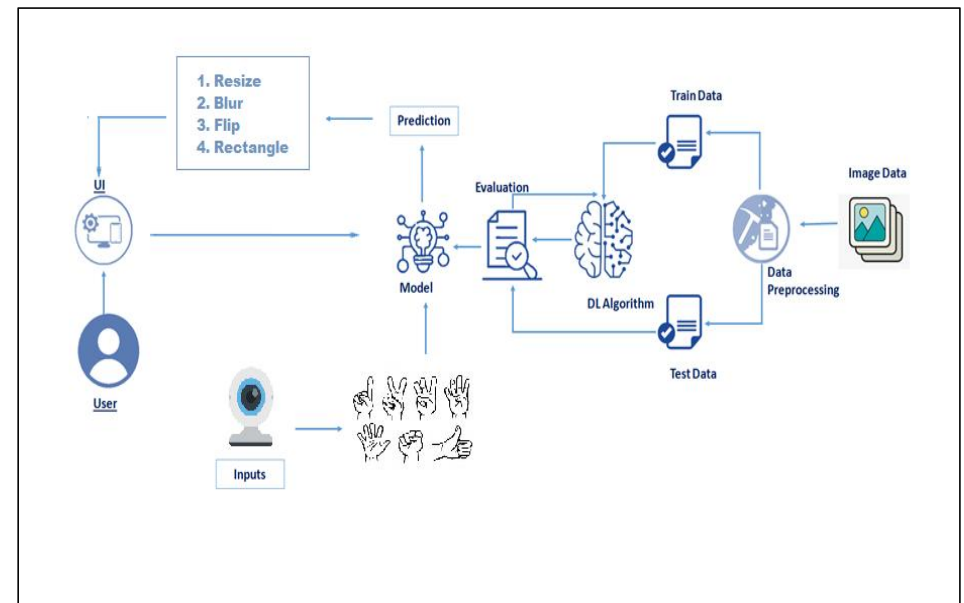 1. Resize
2. Blur
3. Flip
4. Rectangle
Prediction
Train Data
Image Data
UI
Evaluation
Model
DL Algorithm
Data
Preprocessing
Test Data
User
Inputs